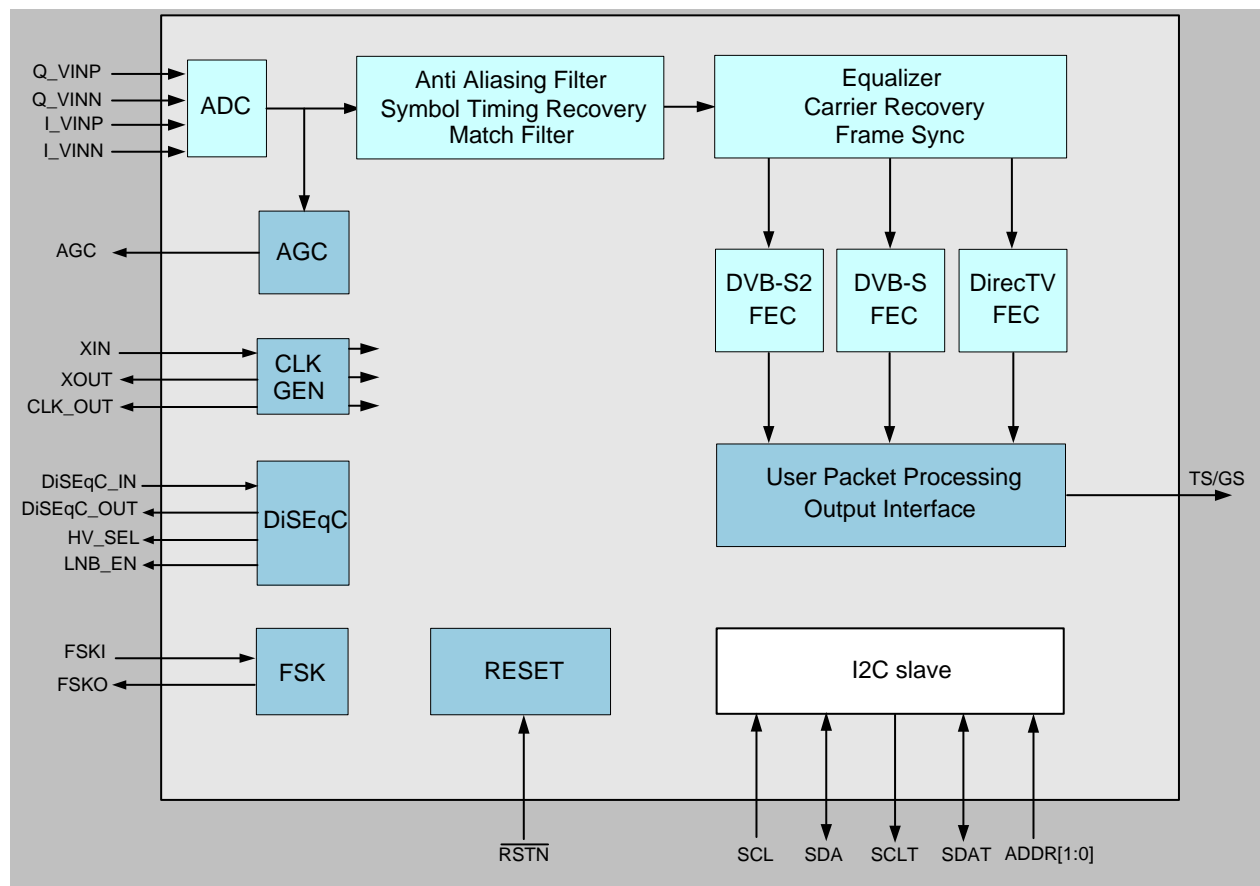 Q_VINP
Q_VINN
I_VINP
I_VINN
ADC
Anti Aliasing Filter
Symbol Timing Recovery
Match Filter
Equalizer
Carrier Recovery
Frame Sync
AGC
AGC
DVB-S2
FEC
DVB-S
FEC
DirecTV
FEC
XIN
XOUT
CLK_OUT
CLK
GEN
DiSEqC_IN
DiSEqC_OUT
HV_SEL
LNB_EN
DiSEqC
User Packet Processing
Output Interface
TS/GS
FSKI
FSKO
FSK
RESET
I2C slave
RSTN
SCL
SDA
SCLT
SDAT
ADDR[1:0]